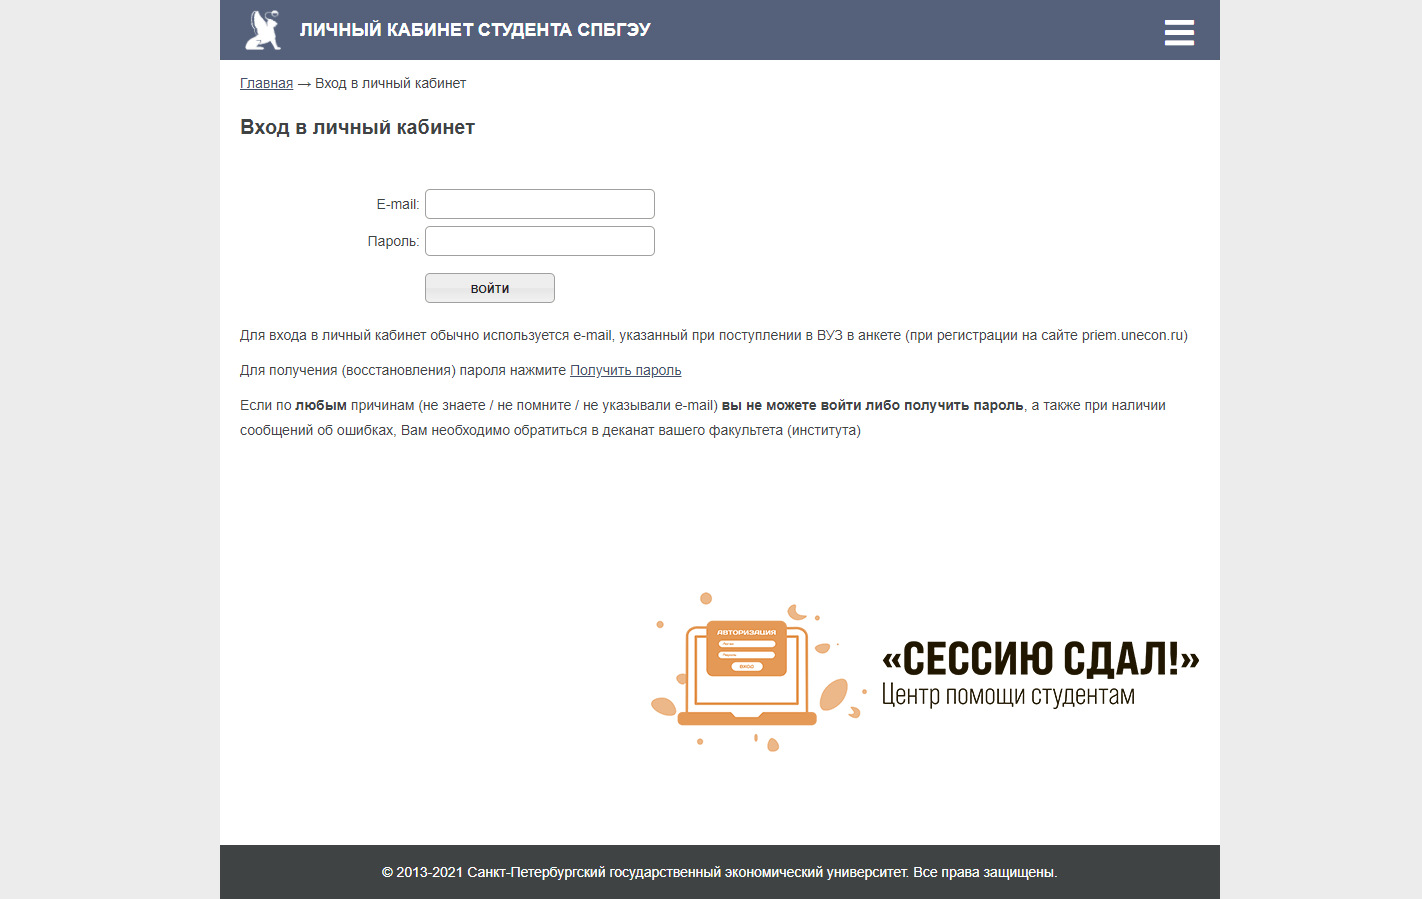 ЛИЧНЫЙ КАБИНЕТ СТУДЕНТА СПБГЭУ
Главная → Вход в личный кабинет
Вход в личный кабинет
E-mail:
Пароль:
ВОЙТИ
Для входа в личный кабинет обычно используется e-mail, указанный при поступлении в ВУЗ в анкете (при регистрации на сайте priem.unecon.ru)
Для получения (восстановления) пароля нажмите Получить пароль
Если по любым причинам (не знаете / не помните / не указывали e-mail) вы не можете войти либо получить пароль, а также при наличии
сообщений об ошибках, Вам необходимо обратиться в деканат вашего факультета (института)
АВТОРИЗАЦИЯ
ВХОД
«СЕССИЮ СДАЛ!»
Центр помощи студентам
© 2013-2021 Санкт-Петербургский государственный экономический университет. Все права защищены.